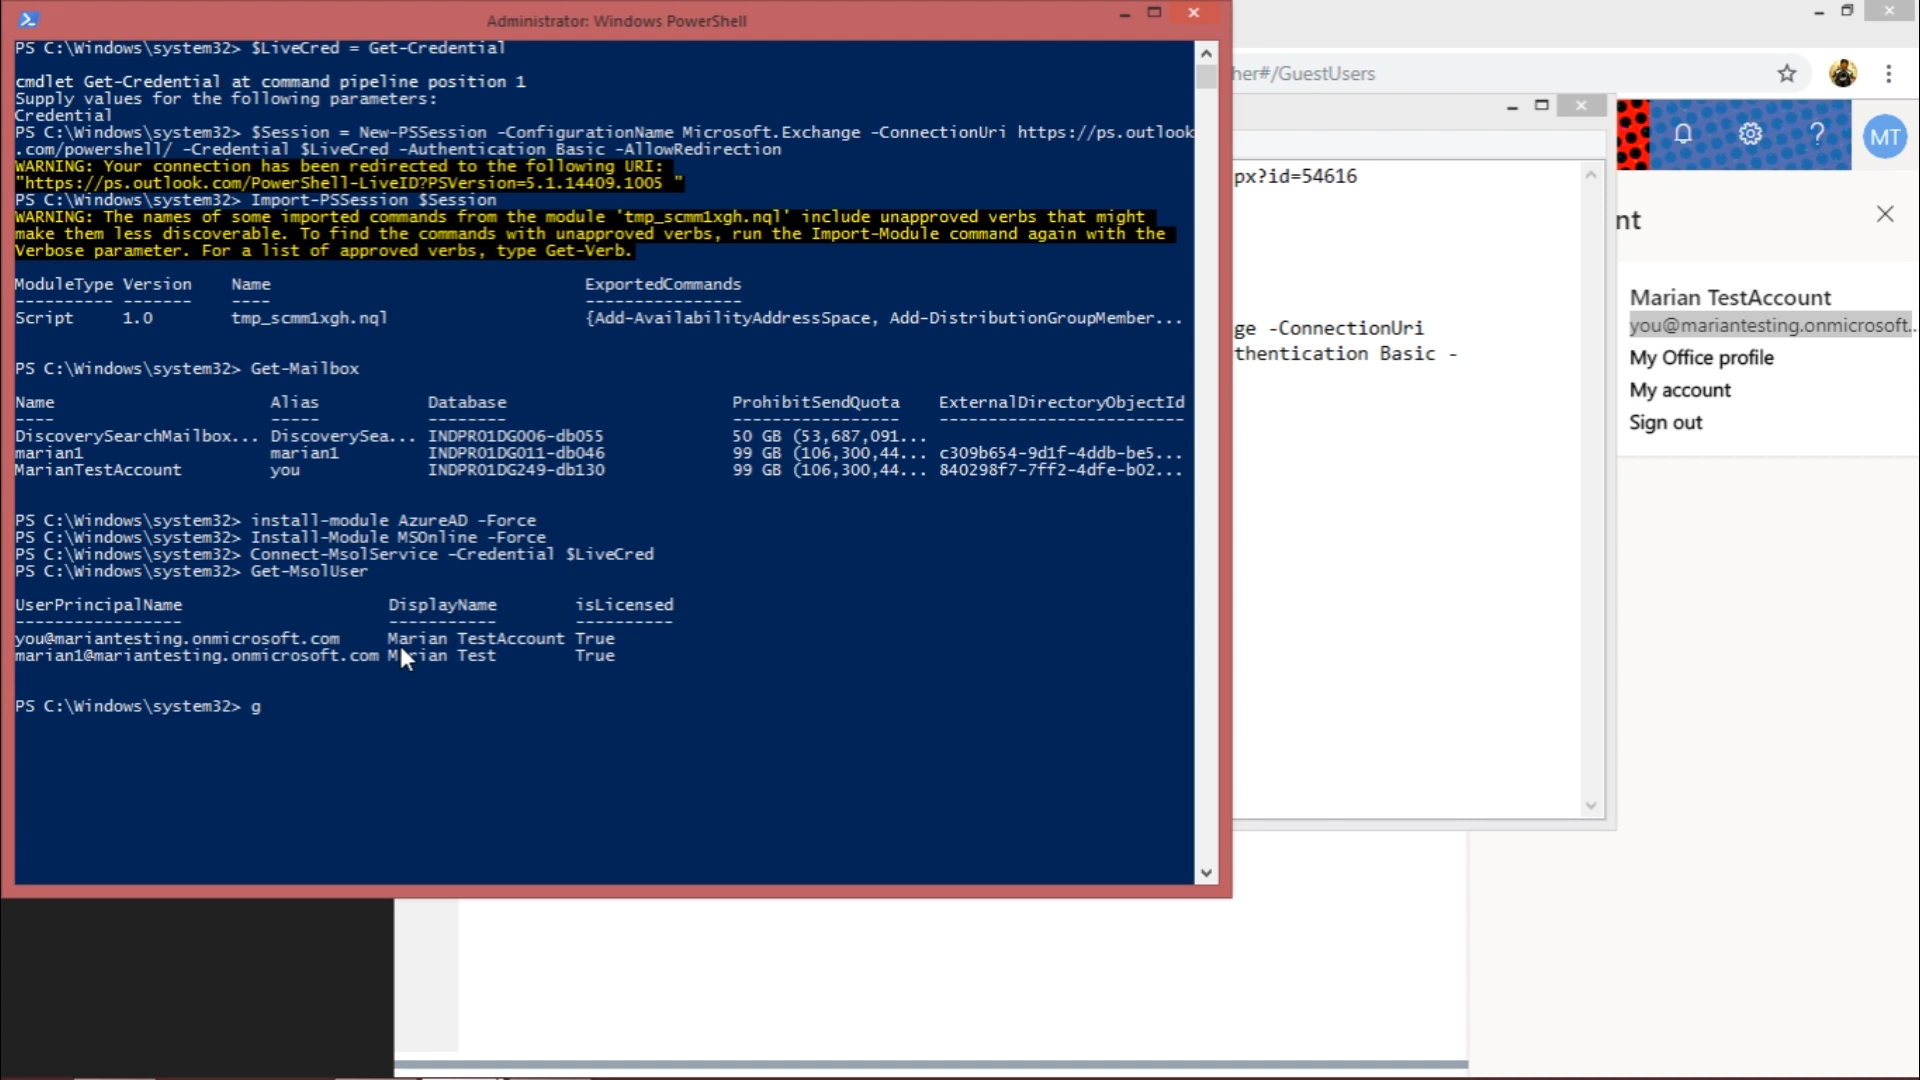 Administrator: Windows PowerShell
PS C:\Windows\system32> $LiveCred = Get-Credential
cmdlet Get-Credential at command pipeline position 1
Supply values for the following parameters:
Credential
PS C:\Windows\system32> $Session = New-PSSession -ConfigurationName Microsoft.Exchange -ConnectionUri https://ps.outlook
.com/powershell/ -Credential $LiveCred -Authentication Basic -AllowRedirection
WARNING: Your connection has been redirected to the following URI:
"https://ps.outlook.com/PowerShell-LiveID?PSVersion=5.1.14409.1005 "
PS C:\Windows\system32> Import-PSSession $Session
WARNING: The names of some imported commands from the module 'tmp_scmm1xgh.nql' include unapproved verbs that might
make them less discoverable. To find the commands with unapproved verbs, run the Import-Module command again with the
Verbose parameter. For a list of approved verbs, type Get-Verb.
ModuleType Version    Name    ExportedCommands
---------- -------    ----    ----------------
Script     1.0        tmp_scmm1xgh.nql    {Add-AvailabilityAddressSpace, Add-DistributionGroupMember...
PS C:\Windows\system32> Get-Mailbox
Name    Alias    Database    ProhibitSendQuota    ExternalDirectoryObjectId
----    -----    --------    -----------------    -------------------------
DiscoverySearchMailbox... DiscoverySea... INDPR01DG006-db055    50 GB (53,687,091...
marian1    marian1    INDPR01DG011-db046    99 GB (106,300,44... c309b654-9d1f-4ddb-be5...
MarianTestAccount    you    INDPR01DG249-db130    99 GB (106,300,44... 840298f7-7ff2-4dfe-b02...
PS C:\Windows\system32> install-module AzureAD -Force
PS C:\Windows\system32> Install-Module MSOnline -Force
PS C:\Windows\system32> Connect-MsolService -Credential $LiveCred
PS C:\Windows\system32> Get-MsolUser
UserPrincipalName    DisplayName    isLicensed
-----------------    -----------    ----------
you@mariantesting.onmicrosoft.com    Marian TestAccount True
marian1@mariantesting.onmicrosoft.com Marian Test    True
PS C:\Windows\system32> g
her#/GuestUsers
px?id=54616
ge -ConnectionUri
thentication Basic -
MT
nt
Marian TestAccount
you@mariantesting.onmicrosoft...
My Office profile
My account
Sign out